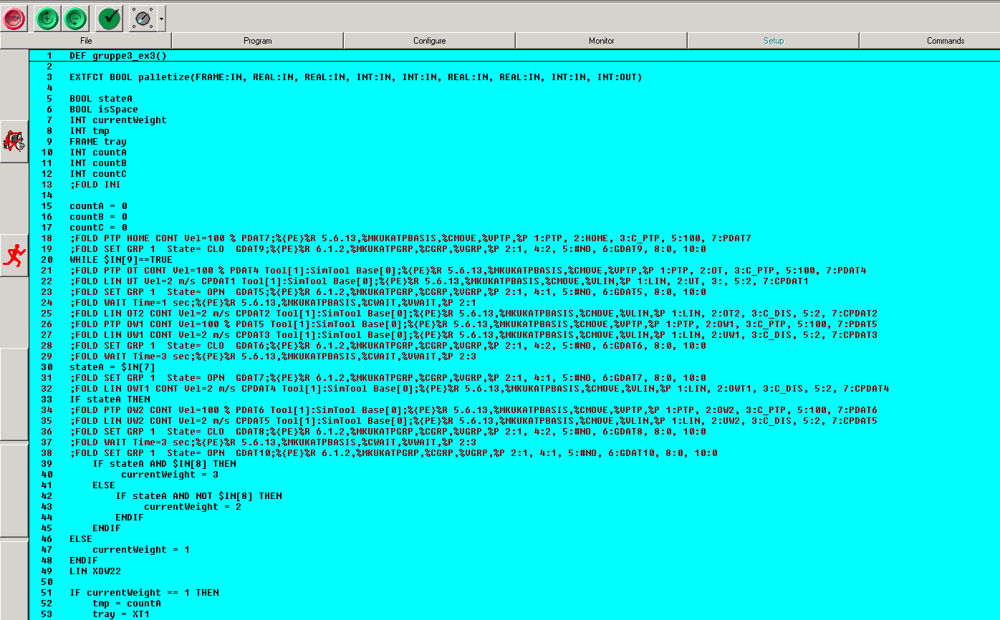 STOP
File Program Configure Monitor Setup Commands
1 DEF gruppe3_ex3()
2
3 EXTFCT BOOL palletize(FRAME:IN, REAL:IN, REAL:IN, INT:IN, INT:IN, REAL:IN, REAL:IN, INT:IN, INT:OUT)
4
5 BOOL stateA
6 BOOL isSpace
7 INT currentWeight
8 INT tmp
9 FRAME tray
10 INT countA
11 INT countB
12 INT countC
13 ;FOLD INI
14
15 countA = 0
16 countB = 0
17 countC = 0
18 ;FOLD PTP HOME CONT Vel=100 % PDAT7;%{PE}%R 5.6.13,%MKUKATPBASIS,%CMOVE,%VPTP,%P 1:PTP, 2:HOME, 3:C_PTP, 5:100, 7:PDAT7
19 ;FOLD SET GRP 1  State= CLO  GDAT9;%{PE}%R 6.1.2,%MKUKATPGRP,%CGRP,%VGRP,%P 2:1, 4:2, 5:#NO, 6:GDAT9, 8:0, 10:0
20 WHILE $IN[9]==TRUE
21 ;FOLD PTP OT CONT Vel=100 % PDAT4 Tool[1]:SimTool Base[0];%{PE}%R 5.6.13,%MKUKATPBASIS,%CMOVE,%VPTP,%P 1:PTP, 2:OT, 3:C_PTP, 5:100, 7:PDAT4
22 ;FOLD LIN UT Vel=2 m/s CPDAT1 Tool[1]:SimTool Base[0];%{PE}%R 5.6.13,%MKUKATPBASIS,%CMOVE,%VLIN,%P 1:LIN, 2:UT, 3:, 5:2, 7:CPDAT1
23 ;FOLD SET GRP 1  State= OPN  GDAT5;%{PE}%R 6.1.2,%MKUKATPGRP,%CGRP,%VGRP,%P 2:1, 4:1, 5:#NO, 6:GDAT5, 8:0, 10:0
24 ;FOLD WAIT Time=1 sec;%{PE}%R 5.6.13,%MKUKATPBASIS,%CWAIT,%VWAIT,%P 2:1
25 ;FOLD LIN OT2 CONT Vel=2 m/s CPDAT2 Tool[1]:SimTool Base[0];%{PE}%R 5.6.13,%MKUKATPBASIS,%CMOVE,%VLIN,%P 1:LIN, 2:OT2, 3:C_DIS, 5:2, 7:CPDAT2
26 ;FOLD PTP OW1 CONT Vel=100 % PDAT5 Tool[1]:SimTool Base[0];%{PE}%R 5.6.13,%MKUKATPBASIS,%CMOVE,%VPTP,%P 1:PTP, 2:OW1, 3:C_PTP, 5:100, 7:PDAT5
27 ;FOLD LIN UW1 CONT Vel=2 m/s CPDAT3 Tool[1]:SimTool Base[0];%{PE}%R 5.6.13,%MKUKATPBASIS,%CMOVE,%VLIN,%P 1:LIN, 2:UW1, 3:C_DIS, 5:2, 7:CPDAT3
28 ;FOLD SET GRP 1  State= CLO  GDAT6;%{PE}%R 6.1.2,%MKUKATPGRP,%CGRP,%VGRP,%P 2:1, 4:2, 5:#NO, 6:GDAT6, 8:0, 10:0
29 ;FOLD WAIT Time=3 sec;%{PE}%R 5.6.13,%MKUKATPBASIS,%CWAIT,%VWAIT,%P 2:3
30 stateA = $IN[7]
31 ;FOLD SET GRP 1  State= OPN  GDAT7;%{PE}%R 6.1.2,%MKUKATPGRP,%CGRP,%VGRP,%P 2:1, 4:1, 5:#NO, 6:GDAT7, 8:0, 10:0
32 ;FOLD LIN OWT1 CONT Vel=2 m/s CPDAT4 Tool[1]:SimTool Base[0];%{PE}%R 5.6.13,%MKUKATPBASIS,%CMOVE,%VLIN,%P 1:LIN, 2:OWT1, 3:C_DIS, 5:2, 7:CPDAT4
33 IF stateA THEN
34 ;FOLD PTP OW2 CONT Vel=100 % PDAT6 Tool[1]:SimTool Base[0];%{PE}%R 5.6.13,%MKUKATPBASIS,%CMOVE,%VPTP,%P 1:PTP, 2:OW2, 3:C_PTP, 5:100, 7:PDAT6
35 ;FOLD LIN UW2 CONT Vel=2 m/s CPDAT5 Tool[1]:SimTool Base[0];%{PE}%R 5.6.13,%MKUKATPBASIS,%CMOVE,%VLIN,%P 1:LIN, 2:UW2, 3:C_DIS, 5:2, 7:CPDAT5
36 ;FOLD SET GRP 1  State= CLO  GDAT8;%{PE}%R 6.1.2,%MKUKATPGRP,%CGRP,%VGRP,%P 2:1, 4:2, 5:#NO, 6:GDAT8, 8:0, 10:0
37 ;FOLD WAIT Time=3 sec;%{PE}%R 5.6.13,%MKUKATPBASIS,%CWAIT,%VWAIT,%P 2:3
38 ;FOLD SET GRP 1  State= OPN  GDAT10;%{PE}%R 6.1.2,%MKUKATPGRP,%CGRP,%VGRP,%P 2:1, 4:1, 5:#NO, 6:GDAT10, 8:0, 10:0
39 IF stateA AND $IN[8] THEN
40 currentWeight = 3
41 ELSE
42 IF stateA AND NOT $IN[8] THEN
43 currentWeight = 2
44 ENDIF
45 ENDIF
46 ELSE
47 currentWeight = 1
48 ENDIF
49 LIN XOW22
50
51 IF currentWeight == 1 THEN
52 tmp = countA
53 tray = XT1